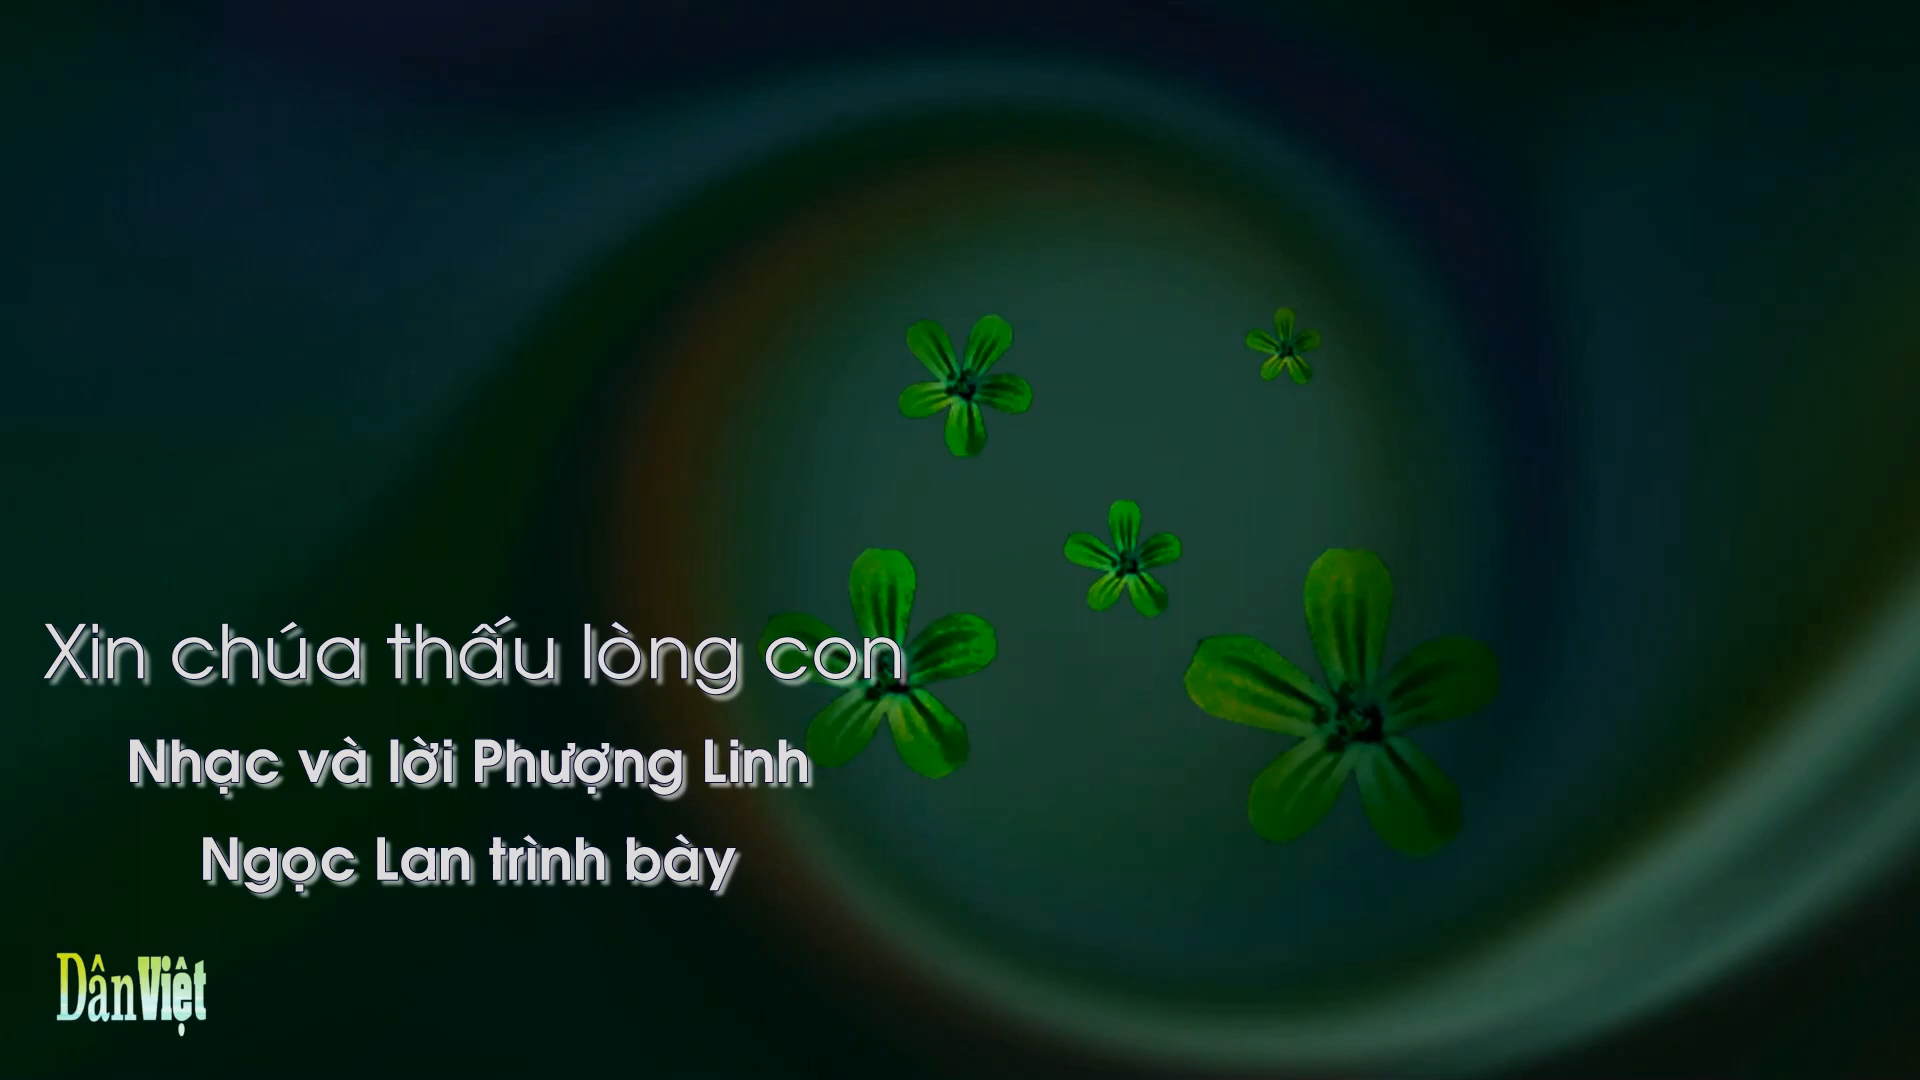 Xin chúa thấu lòng con
Nhạc và lời Phượng Linh
Ngọc Lan trình bày
DânViệt